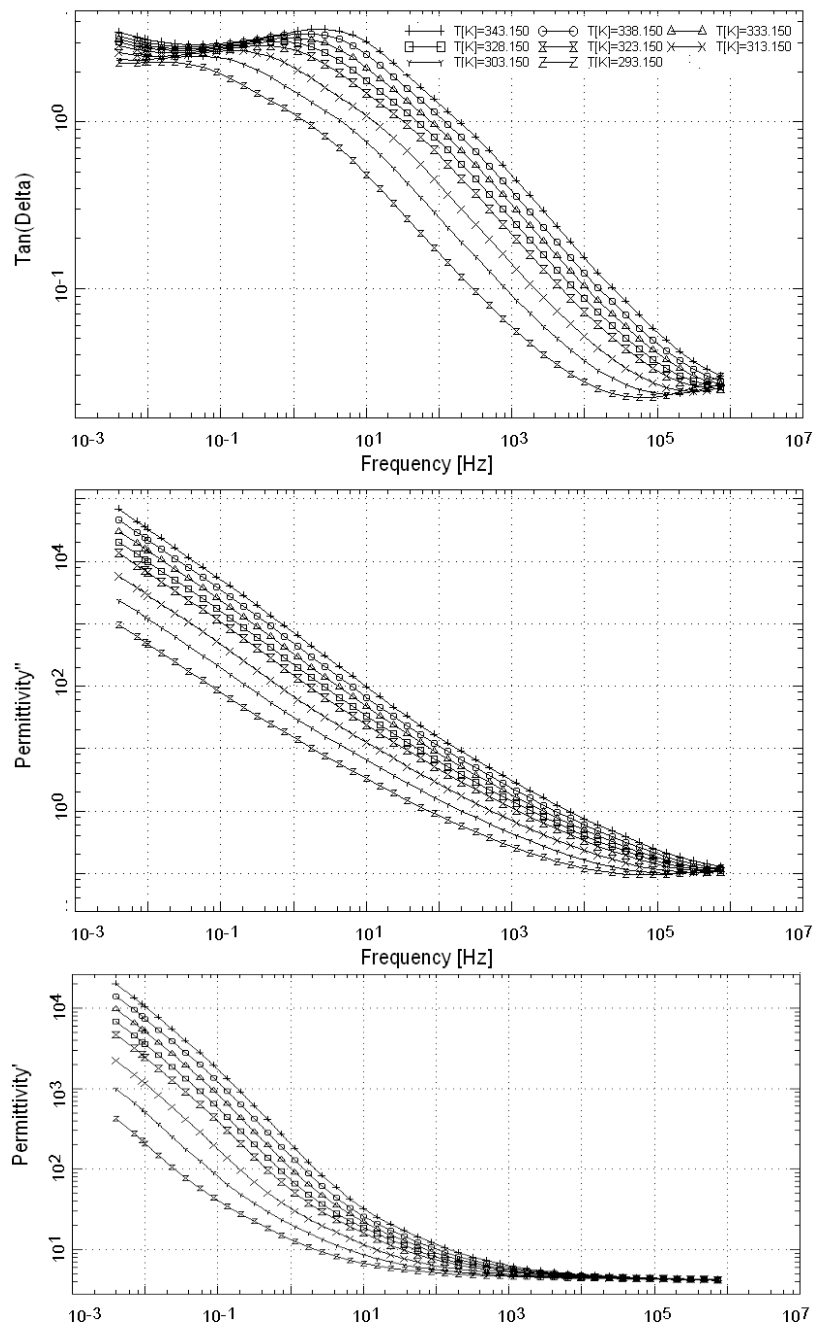 T[K]=343.150 T[K]=338.150 T[K]=333.150
T[K]=328.150 T[K]=323.150 T[K]=313.150
T[K]=303.150 T[K]=293.150
Tan(Delta)
10⁰
10⁻¹
10⁻³ 10⁻¹ 10¹ 10³ 10⁵ 10⁷
Frequency [Hz]
Permittivity''
10⁴
10²
10⁰
10⁻³ 10⁻¹ 10¹ 10³ 10⁵ 10⁷
Frequency [Hz]
Permittivity'
10⁴
10³
10²
10¹
10⁻³ 10⁻¹ 10¹ 10³ 10⁵ 10⁷